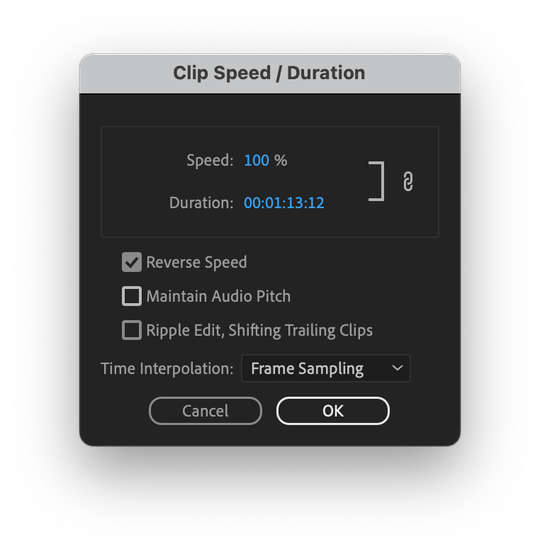 Clip Speed / Duration
Speed: 100 %
Duration: 00:01:13:12
Reverse Speed
Maintain Audio Pitch
Ripple Edit, Shifting Trailing Clips
Time Interpolation: Frame Sampling
Cancel OK